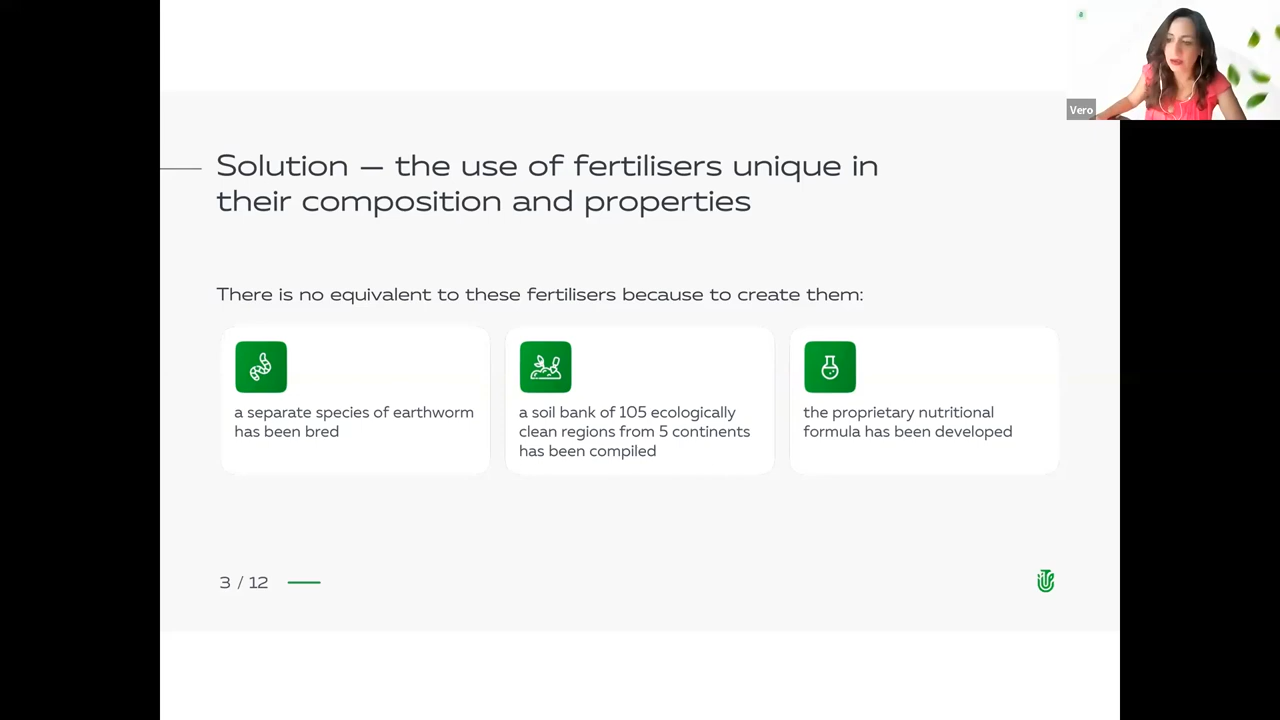 Vero
Solution — the use of fertilisers unique in
their composition and properties
There is no equivalent to these fertilisers because to create them:
a separate species of earthworm
has been bred
a soil bank of 105 ecologically
clean regions from 5 continents
has been compiled
the proprietary nutritional
formula has been developed
3 / 12